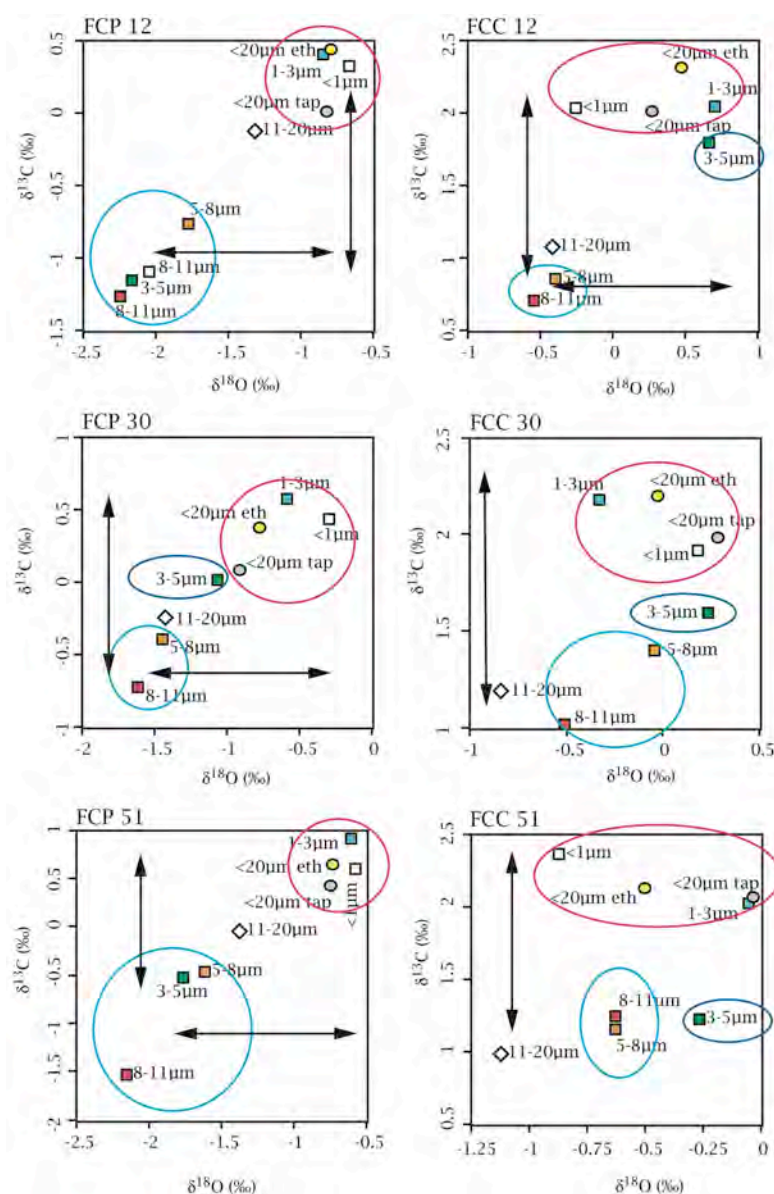 FCP 12
0.5
0
-0.5
-1
-1.5
δ13C (‰)
<20μm eth
1-3μm
<1μm
<20μm tap
11-20μm
5-8μm
8-11μm
3-5μm
8-11μm
-2.5
-2
-1.5
-1
-0.5
δ18O (‰)
FCC 12
2.5
2
1.5
1
0.5
δ13C (‰)
<20μm eth
1-3μm
<1μm
<20μm tap
3-5μm
11-20μm
5-8μm
8-11μm
-1
-0.5
0
0.5
1
δ18O (‰)
FCP 30
1
0.5
0
-0.5
-1
δ13C (‰)
1-3μm
<20μm eth
<1μm
<20μm tap
3-5μm
11-20μm
5-8μm
8-11μm
-2
-1.5
-1
-0.5
0
δ18O (‰)
FCC 30
2.5
2
1.5
1
δ13C (‰)
1-3μm
<20μm eth
<20μm tap
<1μm
3-5μm
5-8μm
11-20μm
8-11μm
-1
-0.5
0
0.5
δ18O (‰)
FCP 51
1
0.5
0
-0.5
-1
-1.5
-2
δ13C (‰)
1-3μm
<20μm eth
<20μm tap
<1μm
11-20μm
5-8μm
3-5μm
8-11μm
-2.5
-2
-1.5
-1
-0.5
δ18O (‰)
FCC 51
2.5
2
1.5
1
0.5
δ13C (‰)
<1μm
<20μm eth
<20μm tap
1-3μm
8-11μm
5-8μm
3-5μm
11-20μm
-1.25
-1
-0.75
-0.5
-0.25
0
δ18O (‰)